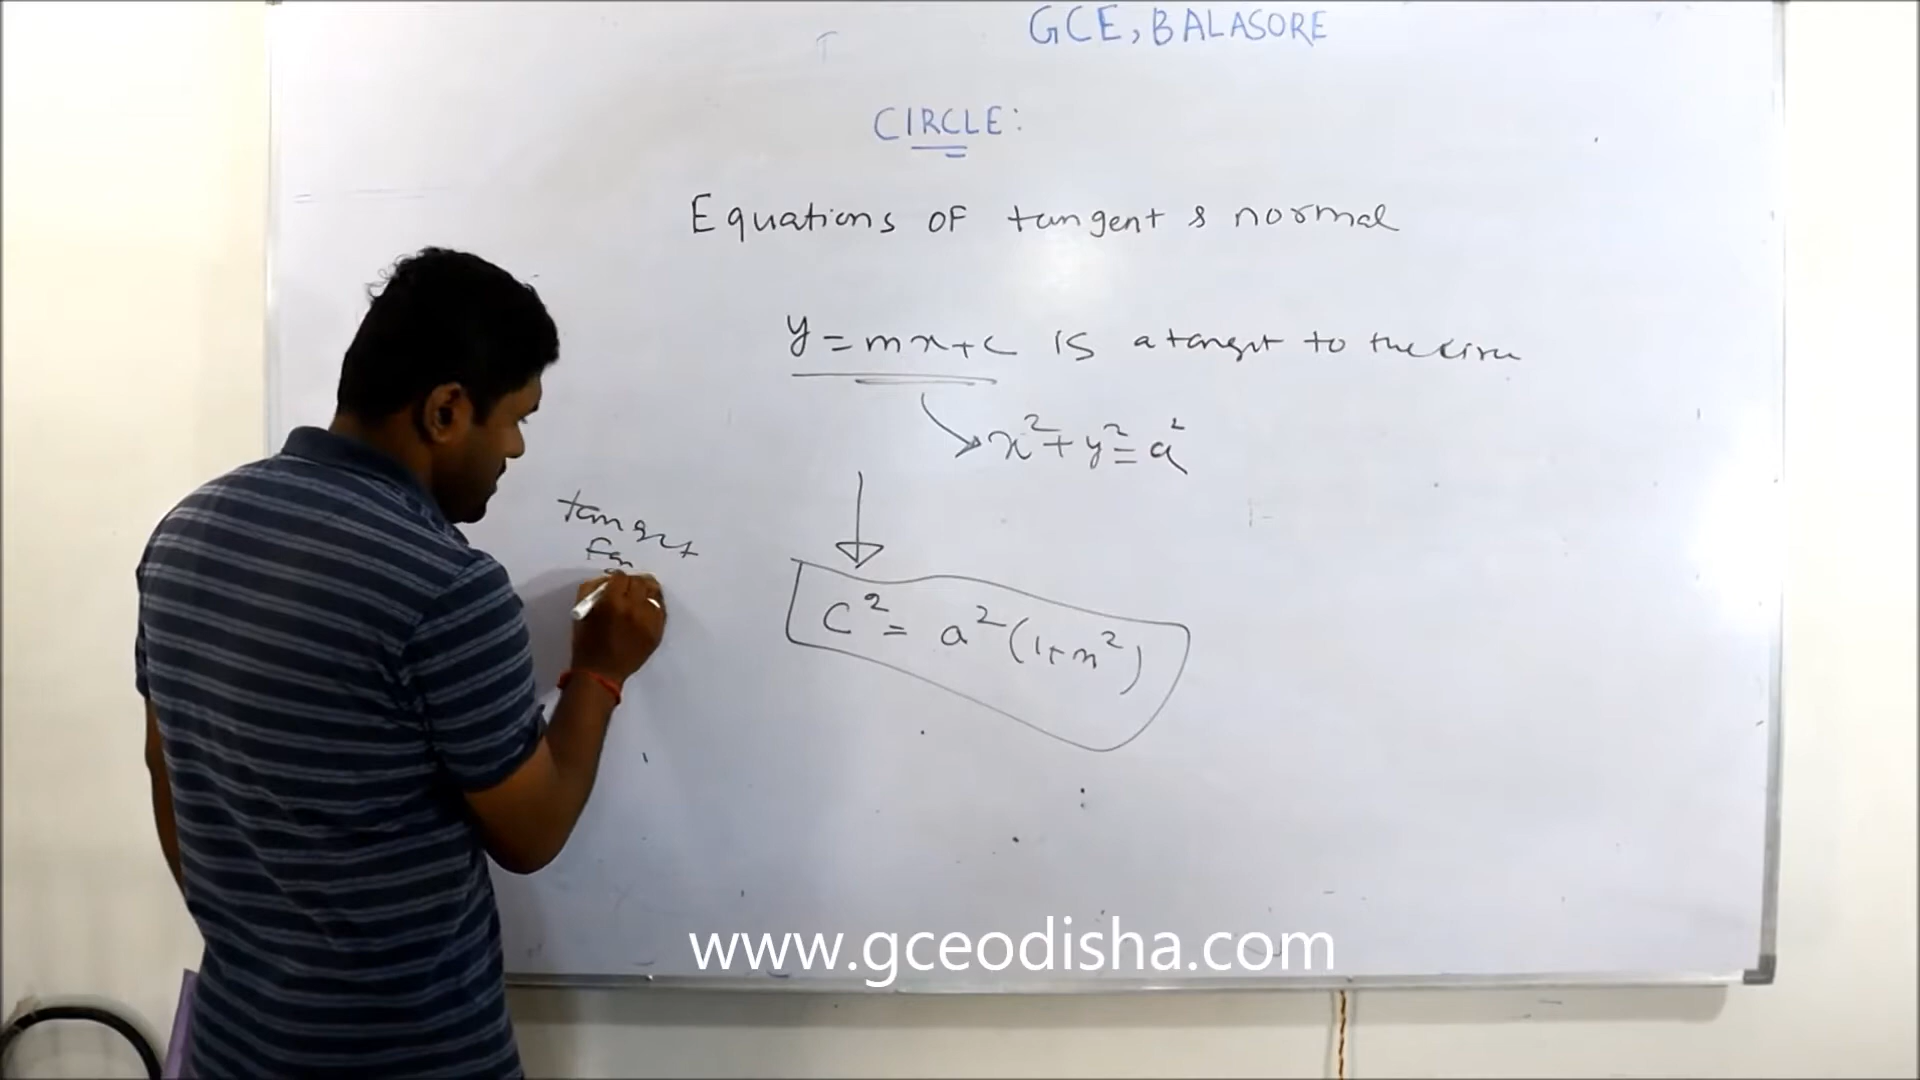 GCE, BALASORE
CIRCLE:
Equations OF tangent & normal
y = mx + c is a tangent to the circle
x² + y² = a²
tangent
C² = a² (1+m²)
www.gceodisha.com